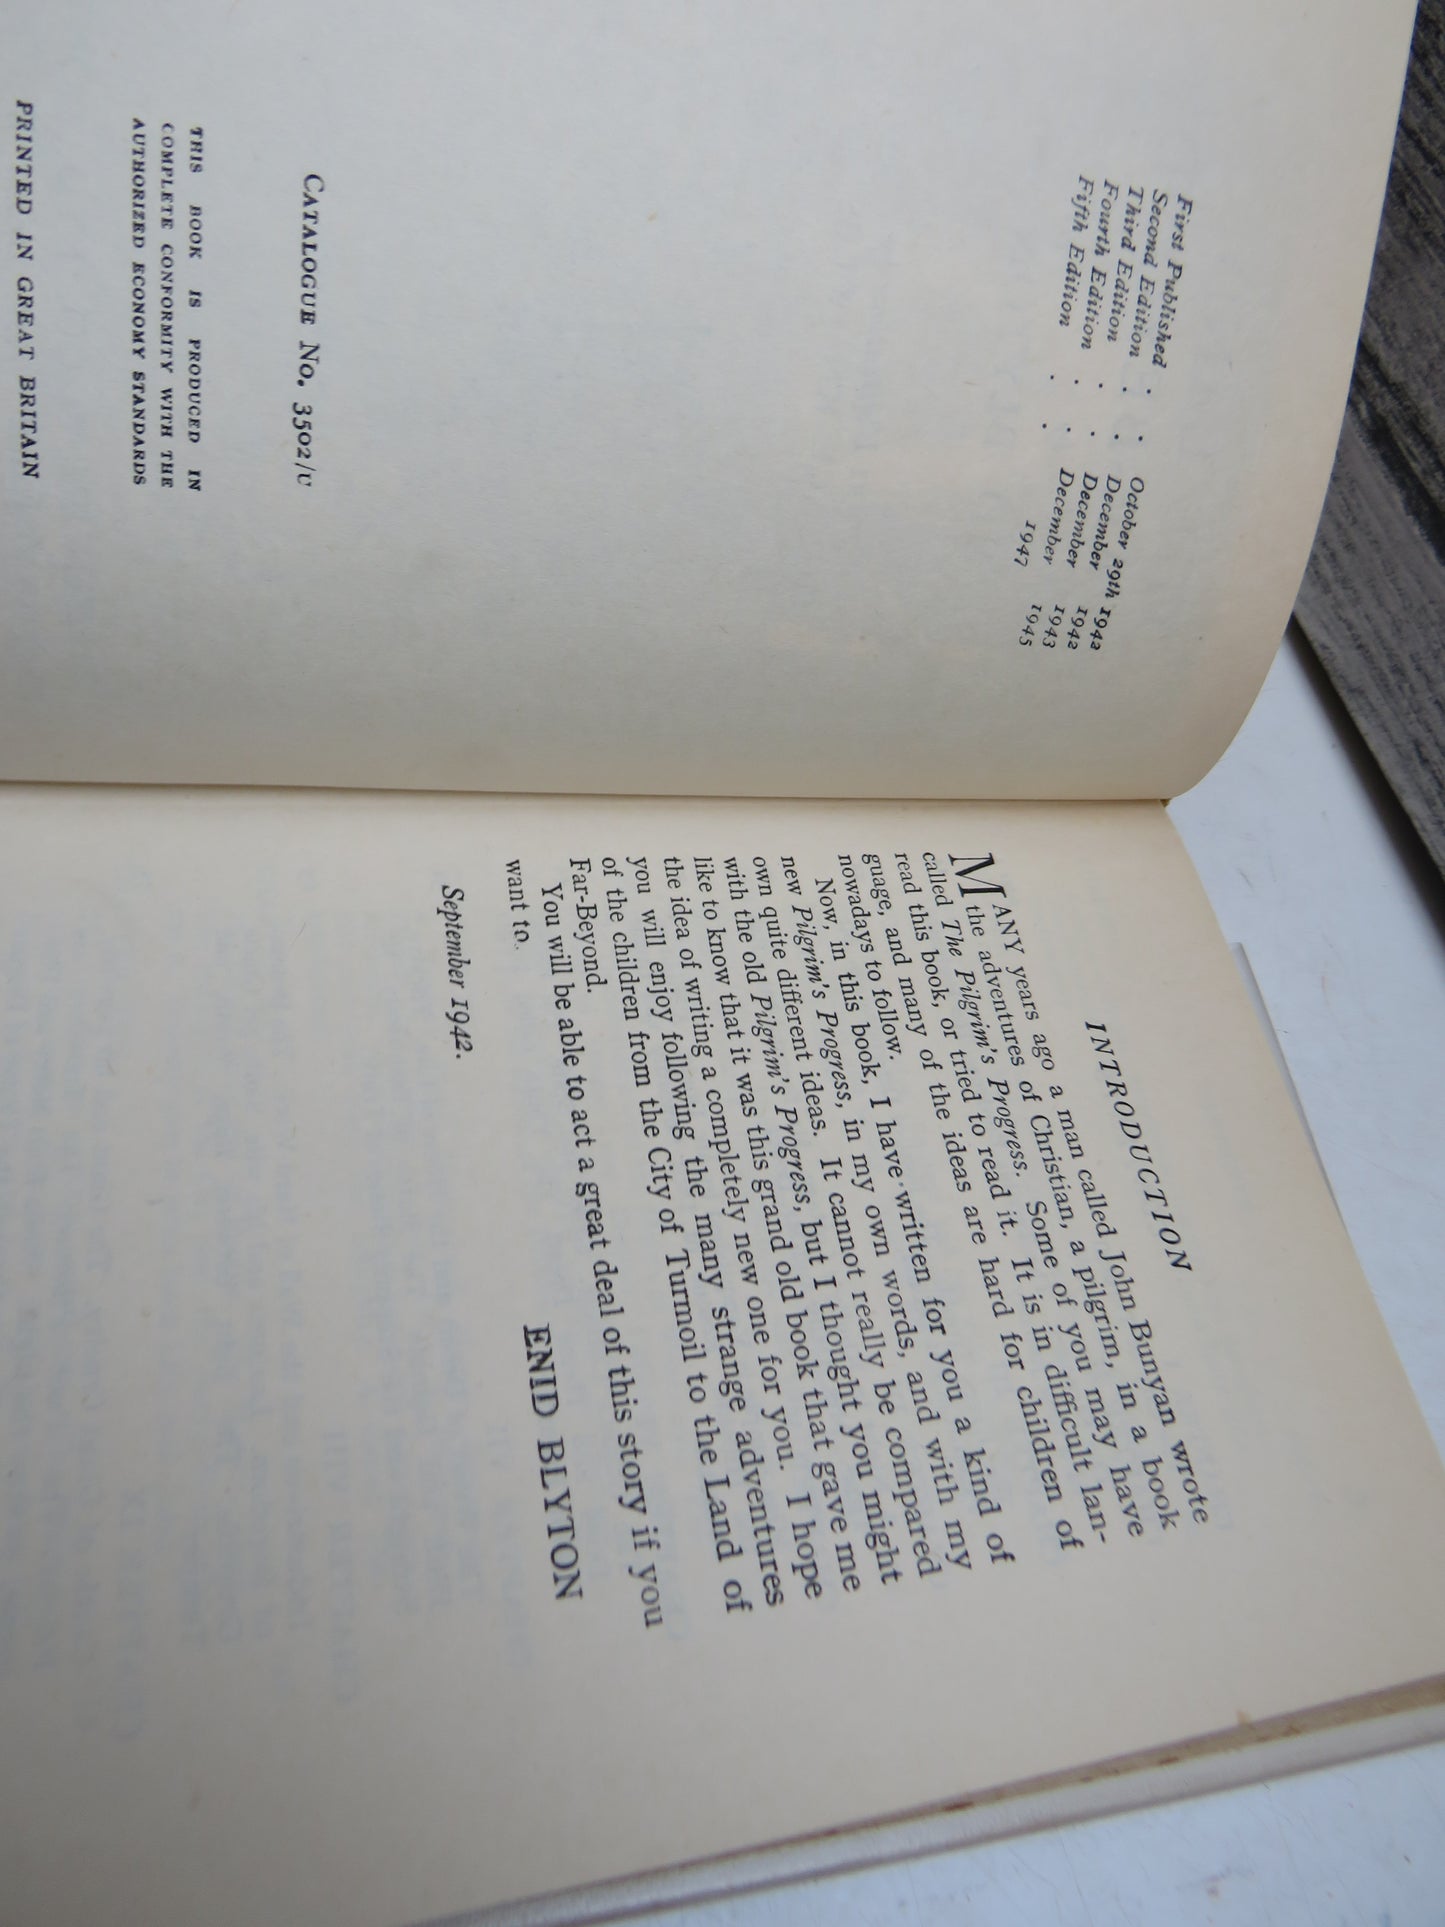 First Published . . October 29th 1942
Second Edition . . December 1942
Third Edition . . December 1943
Fourth Edition . . December 1945
Fifth Edition . . 1947
CATALOGUE No. 3502/U
THIS BOOK IS PRODUCED IN
COMPLETE CONFORMITY WITH THE
AUTHORIZED ECONOMY STANDARDS
PRINTED IN GREAT BRITAIN
INTRODUCTION
MANY years ago a man called John Bunyan wrote
the adventures of Christian, a pilgrim, in a book
called The Pilgrim's Progress. Some of you may have
read this book, or tried to read it. It is in difficult lan-
guage, and many of the ideas are hard for children of
nowadays to follow.
Now, in this book, I have written for you a kind of
new Pilgrim's Progress, in my own words, and with my
own quite different ideas. It cannot really be compared
with the old Pilgrim's Progress, but I thought you might
like to know that it was this grand old book that gave me
the idea of writing a completely new one for you. I hope
you will enjoy following the many strange adventures
of the children from the City of Turmoil to the Land of
Far-Beyond.
You will be able to act a great deal of this story if you
want to.
ENID BLYTON
September 1942.